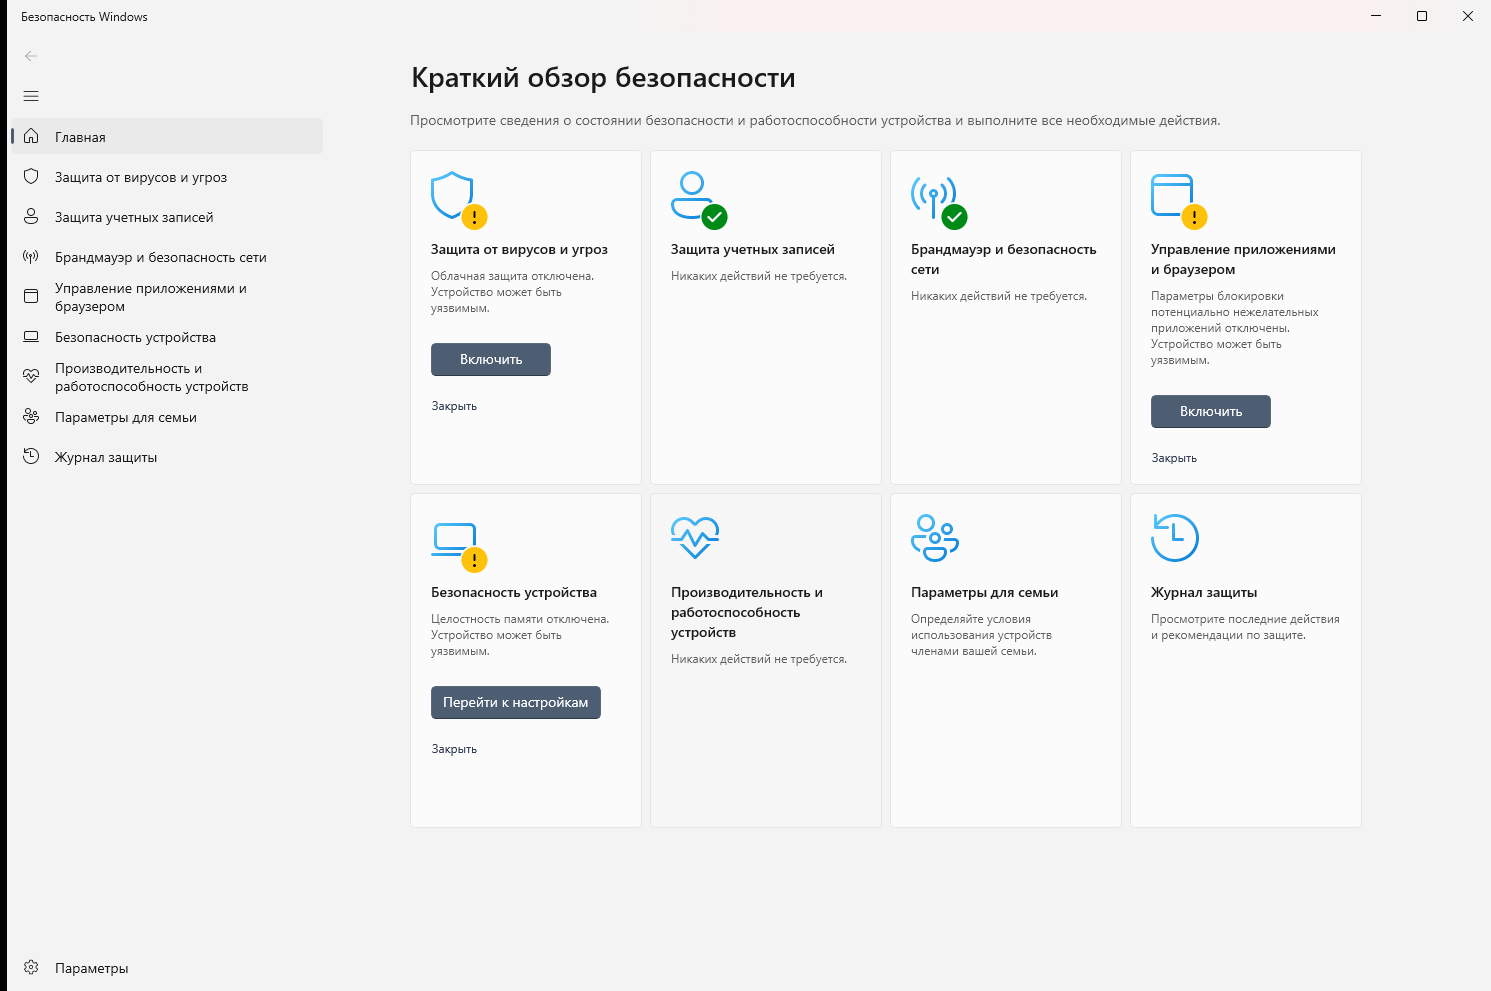 Безопасность Windows
Главная
Защита от вирусов и угроз
Защита учетных записей
Брандмауэр и безопасность сети
Управление приложениями и
браузером
Безопасность устройства
Производительность и
работоспособность устройств
Параметры для семьи
Журнал защиты
Параметры
Краткий обзор безопасности
Просмотрите сведения о состоянии безопасности и работоспособности устройства и выполните все необходимые действия.
Защита от вирусов и угроз
Облачная защита отключена.
Устройство может быть
уязвимым.
Включить
Закрыть
Защита учетных записей
Никаких действий не требуется.
Брандмауэр и безопасность
сети
Никаких действий не требуется.
Управление приложениями
и браузером
Параметры блокировки
потенциально нежелательных
приложений отключены.
Устройство может быть
уязвимым.
Включить
Закрыть
Безопасность устройства
Целостность памяти отключена.
Устройство может быть
уязвимым.
Перейти к настройкам
Закрыть
Производительность и
работоспособность
устройств
Никаких действий не требуется.
Параметры для семьи
Определяйте условия
использования устройств
членами вашей семьи.
Журнал защиты
Просмотрите последние действия
и рекомендации по защите.